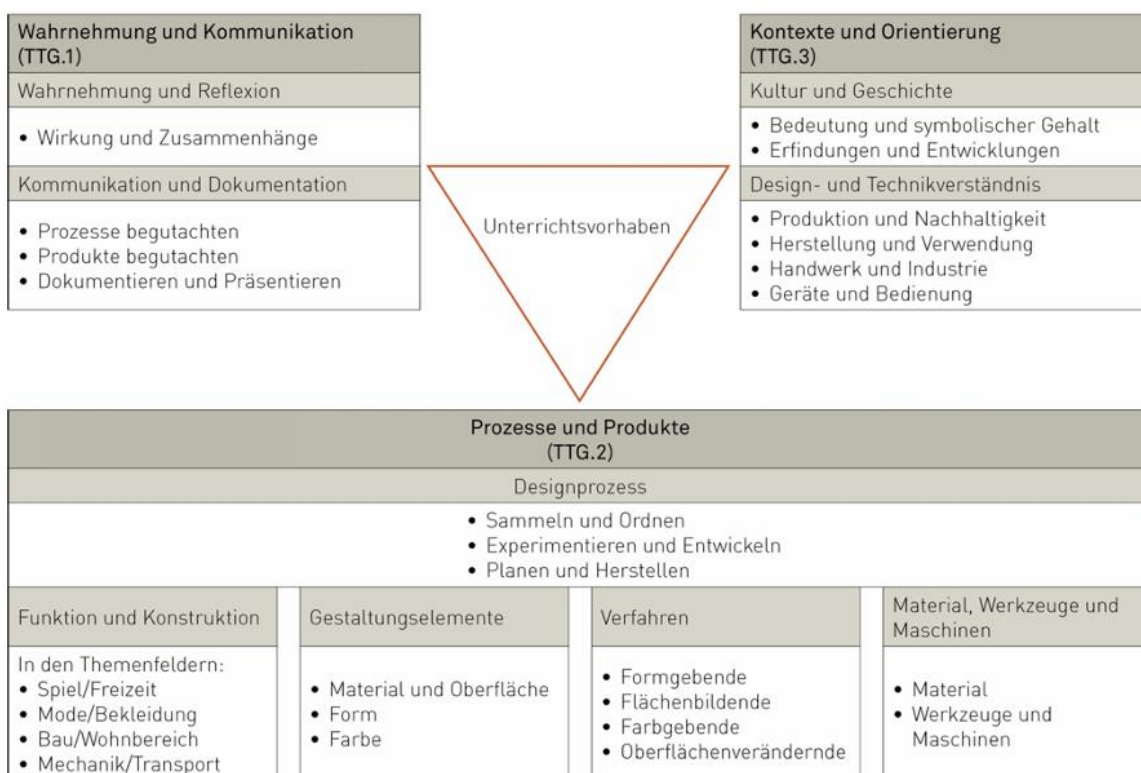 Wahrnehmung und Kommunikation
(TTG.1)
Wahrnehmung und Reflexion
• Wirkung und Zusammenhänge
Kommunikation und Dokumentation
• Prozesse begutachten
• Produkte begutachten
• Dokumentieren und Präsentieren
Unterrichtsvorhaben
Kontexte und Orientierung
(TTG.3)
Kultur und Geschichte
• Bedeutung und symbolischer Gehalt
• Erfindungen und Entwicklungen
Design- und Technikverständnis
• Produktion und Nachhaltigkeit
• Herstellung und Verwendung
• Handwerk und Industrie
• Geräte und Bedienung
Prozesse und Produkte
(TTG.2)
Designprozess
• Sammeln und Ordnen
• Experimentieren und Entwickeln
• Planen und Herstellen
Funktion und Konstruktion
In den Themenfeldern:
• Spiel/Freizeit
• Mode/Bekleidung
• Bau/Wohnbereich
• Mechanik/Transport
Gestaltungselemente
• Material und Oberfläche
• Form
• Farbe
Verfahren
• Formgebende
• Flächenbildende
• Farbgebende
• Oberflächenverändernde
Material, Werkzeuge und
Maschinen
• Material
• Werkzeuge und
Maschinen